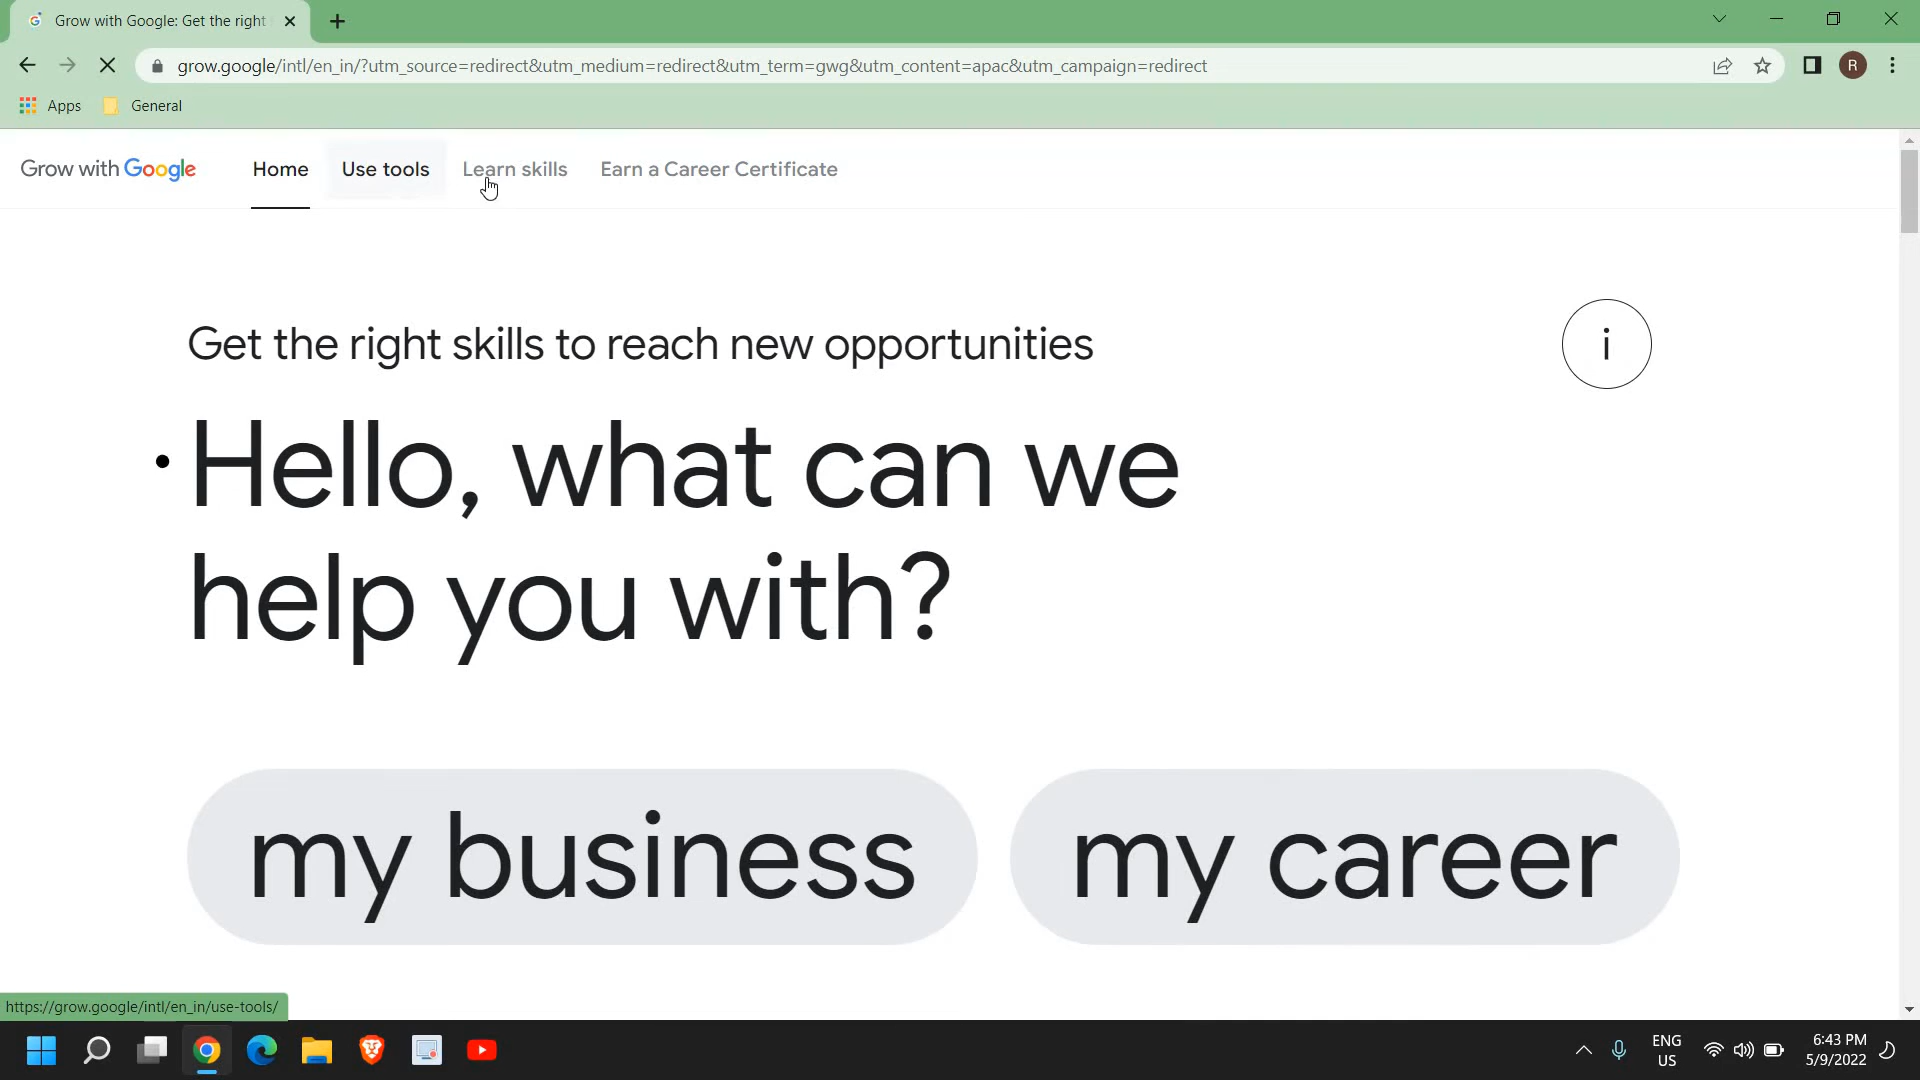 Grow with Google: Get the right
grow.google/intl/en_in/?utm_source=redirect&utm_medium=redirect&utm_term=gwg&utm_content=apac&utm_campaign=redirect
R
Apps
General
Grow with Google
Home
Use tools
Learn skills
Earn a Career Certificate
Get the right skills to reach new opportunities
i
Hello, what can we
help you with?
my business
my career
https://grow.google/intl/en_in/use-tools/
ENG
US
6:43 PM
5/9/2022